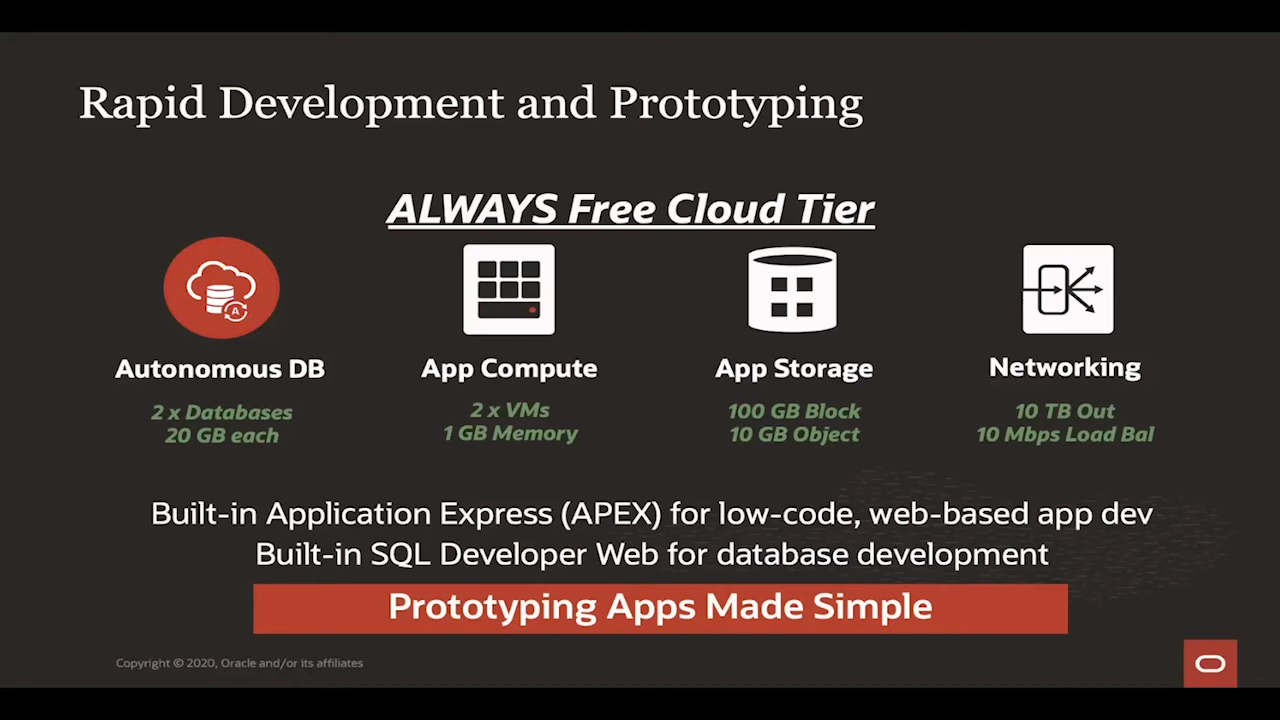 Rapid Development and Prototyping
ALWAYS Free Cloud Tier
A
Autonomous DB
2 x Databases
20 GB each
App Compute
2 x VMs
1 GB Memory
App Storage
100 GB Block
10 GB Object
Networking
10 TB Out
10 Mbps Load Bal
Built-in Application Express (APEX) for low-code, web-based app dev
Built-in SQL Developer Web for database development
Prototyping Apps Made Simple
Copyright © 2020, Oracle and/or its affiliates